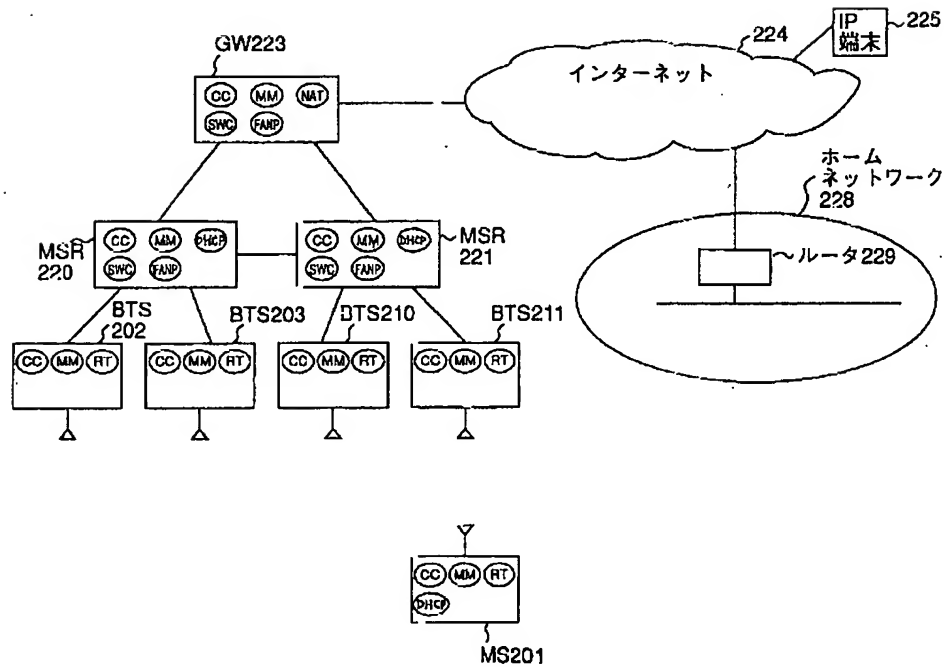 GW223
CC MM NAT
SWC FANP
224
インターネット
IP
端末
225
ホーム
ネットワーク
228
ルータ229
MSR
220
CC MM DHCP
SWC FANP
CC MM DHCP
SWC FANP
MSR
221
BTS
202
BTS203
BTS210
BTS211
CC MM RT
CC MM RT
CC MM RT
CC MM RT
CC MM RT
DHCP
MS201